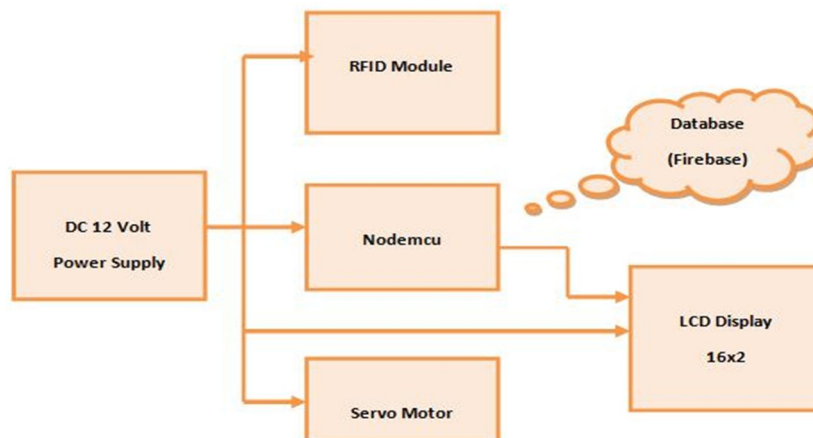 RFID Module
Database
(Firebase)
DC 12 Volt
Power Supply
Nodemcu
LCD Display
16x2
Servo Motor